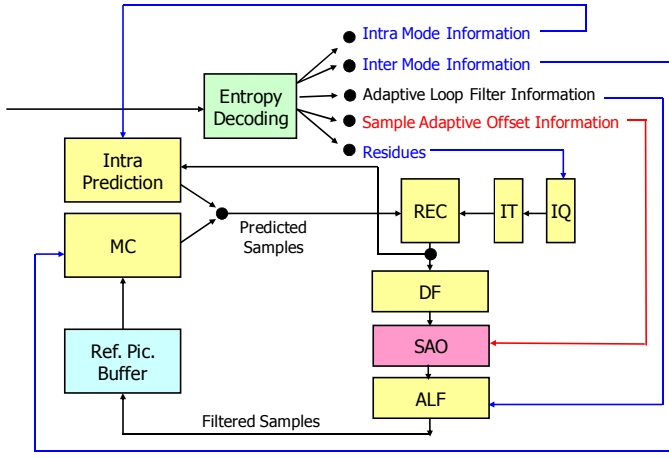 Intra Mode Information
Inter Mode Information
Entropy
Decoding
Adaptive Loop Filter Information
Sample Adaptive Offset Information
Residues
Intra
Prediction
REC
IT
IQ
MC
Predicted
Samples
DF
Ref. Pic.
Buffer
SAO
ALF
Filtered Samples